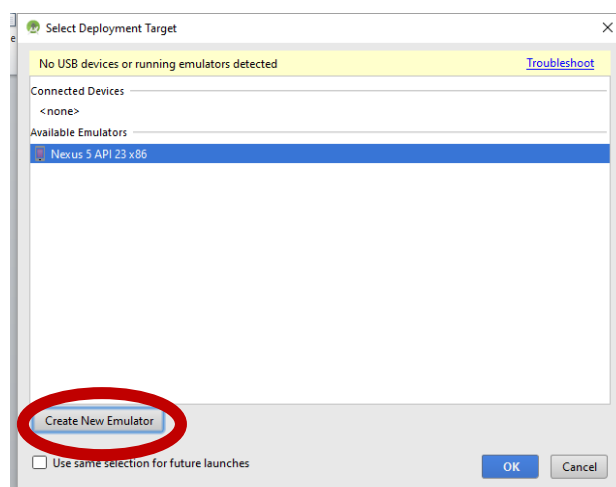 e
Select Deployment Target
No USB devices or running emulators detected Troubleshoot
Connected Devices
<none>
Available Emulators
Nexus 5 API 23 x86
Create New Emulator
Use same selection for future launches
OK Cancel